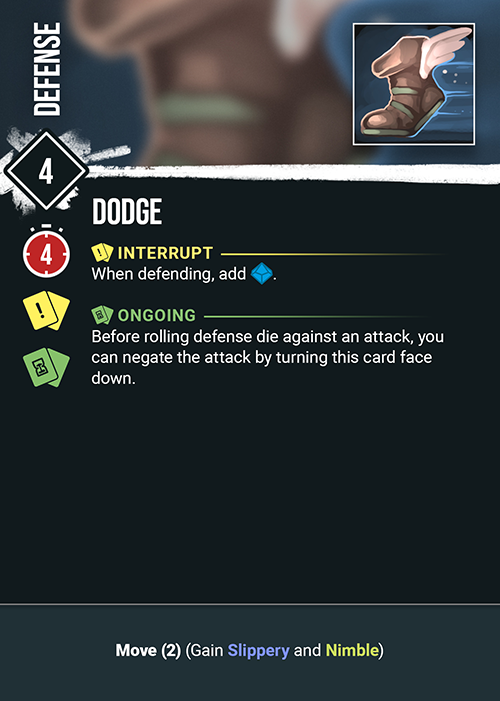 DEFENSE
4
DODGE
4
! INTERRUPT
When defending, add .
!
ONGOING
Before rolling defense die against an attack, you
can negate the attack by turning this card face
down.
Move (2) (Gain Slippery and Nimble)